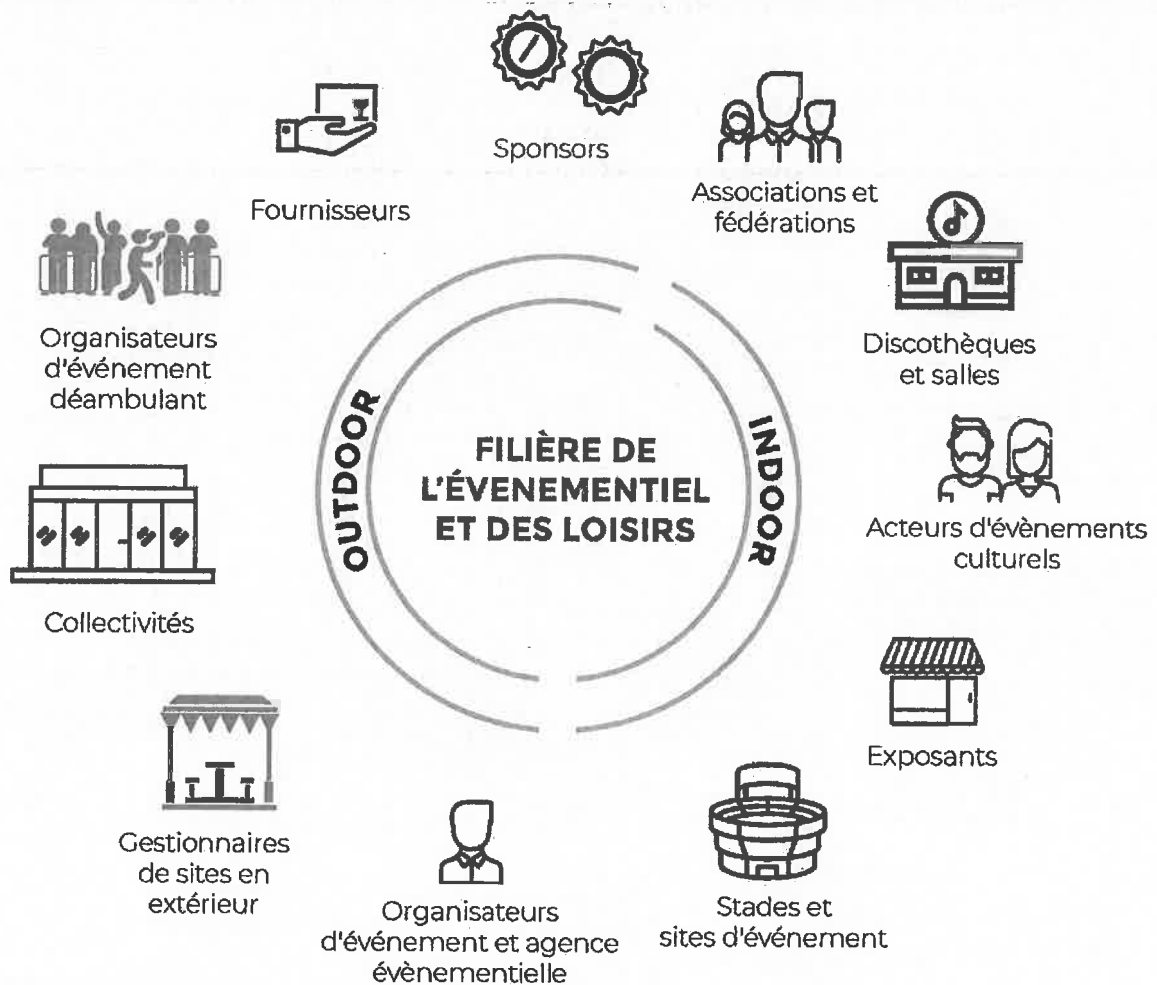 Sponsors
Associations et
fédérations
Discothèques
et salles
Acteurs d'évènements
culturels
Exposants
Stades et
sites d'événement
Organisateurs
d'événement et agence
évènementielle
Gestionnaires
de sites en
extérieur
Collectivités
Organisateurs
d'événement
déambulant
Fournisseurs
OUTDOOR
INDOOR
FILIÈRE DE
L'ÉVENEMENTIEL
ET DES LOISIRS